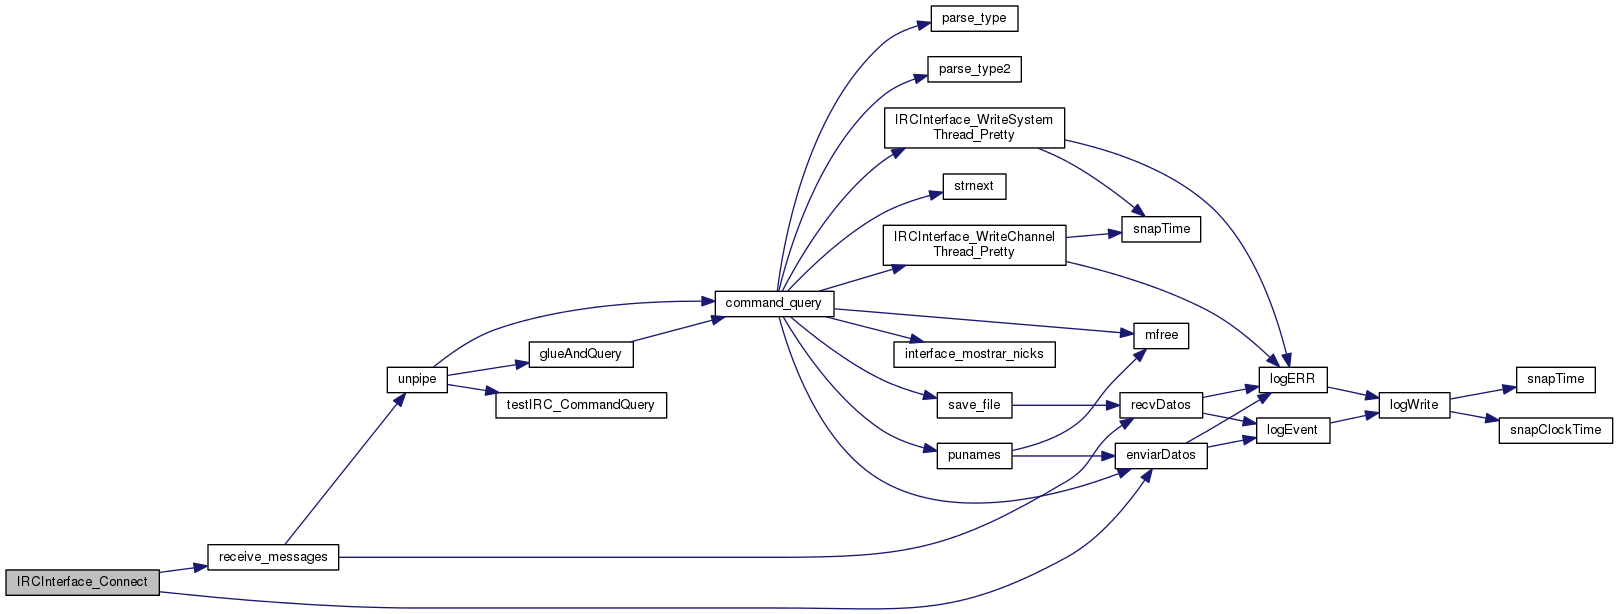 parse_type
parse_type2
IRCInterface_WriteSystem
Thread_Pretty
strnext
snapTime
IRCInterface_WriteChannel
Thread_Pretty
command_query
mfree
interface_mostrar_nicks
glueAndQuery
unpipe
logERR
snapTime
testIRC_CommandQuery
save_file
recvDatos
logWrite
logEvent
snapClockTime
punames
enviarDatos
receive_messages
IRCInterface_Connect